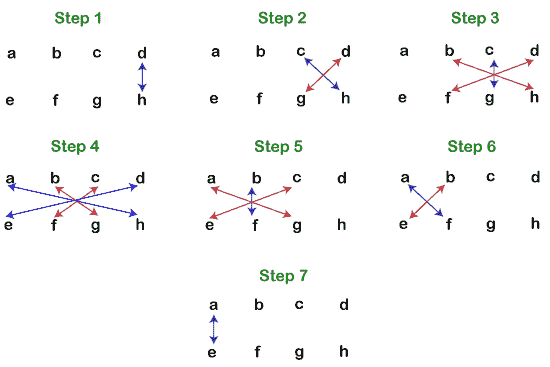 Step 1 Step 2 Step 3
a b c d a b c d a b c d
e f g h e f g h e f g h
Step 4 Step 5 Step 6
a b c d a b c d a b c d
e f g h e f g h e f g h
Step 7
a b c d
e f g h